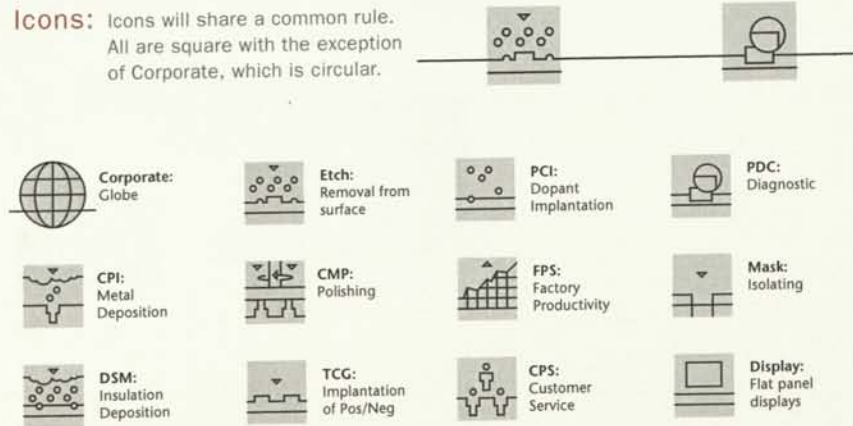 Icons: Icons will share a common rule.
All are square with the exception
of Corporate, which is circular.
Corporate:
Globe
Etch:
Removal from
surface
PCI:
Dopant
Implantation
PDC:
Diagnostic
CPI:
Metal
Deposition
CMP:
Polishing
FPS:
Factory
Productivity
Mask:
Isolating
DSM:
Insulation
Deposition
TCG:
Implantation
of Pos/Neg
CPS:
Customer
Service
Display:
Flat panel
displays